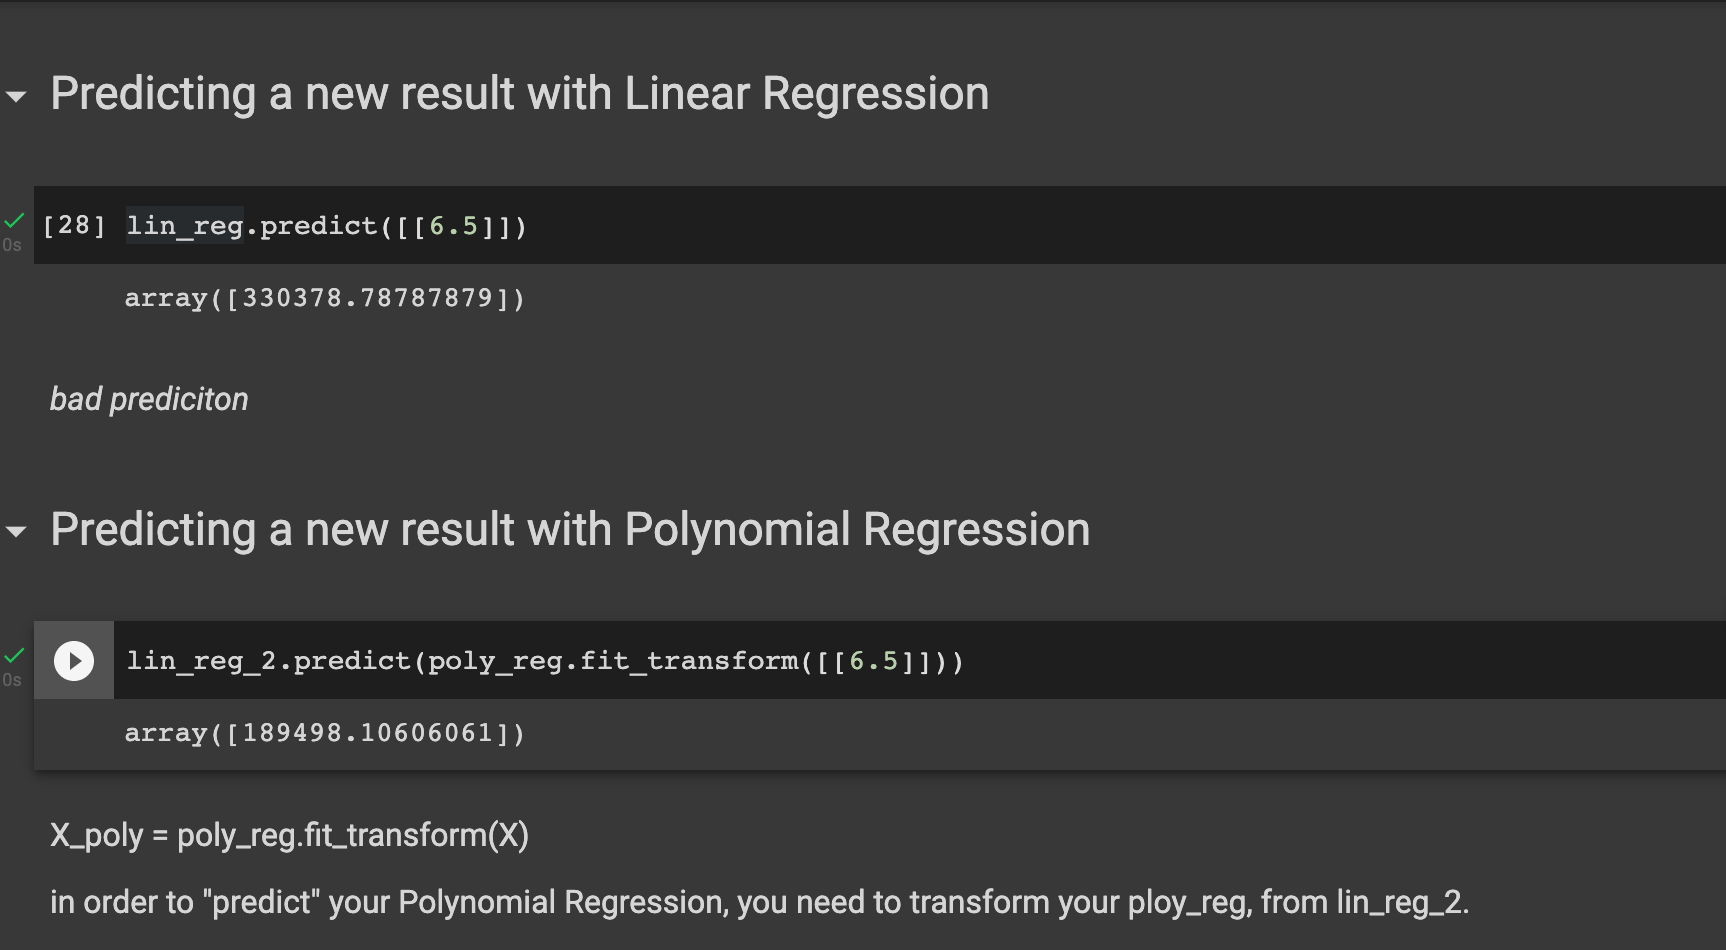 Predicting a new result with Linear Regression
0s
[28] lin_reg.predict([[6.5]])
array([330378.78787879])
bad prediciton
Predicting a new result with Polynomial Regression
0s
lin_reg_2.predict(poly_reg.fit_transform([[6.5]]))
array([189498.10606061])
X_poly = poly_reg.fit_transform(X)
in order to "predict" your Polynomial Regression, you need to transform your ploy_reg, from lin_reg_2.